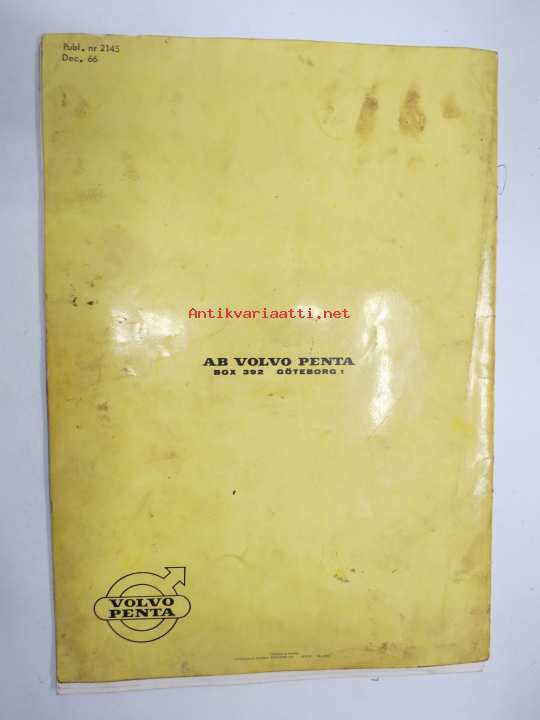 Publ. nr 2145
Dec. 66
Antikvariaatti.net
AB VOLVO PENTA
BOX 392 GÖTEBORG 1
VOLVO
PENTA